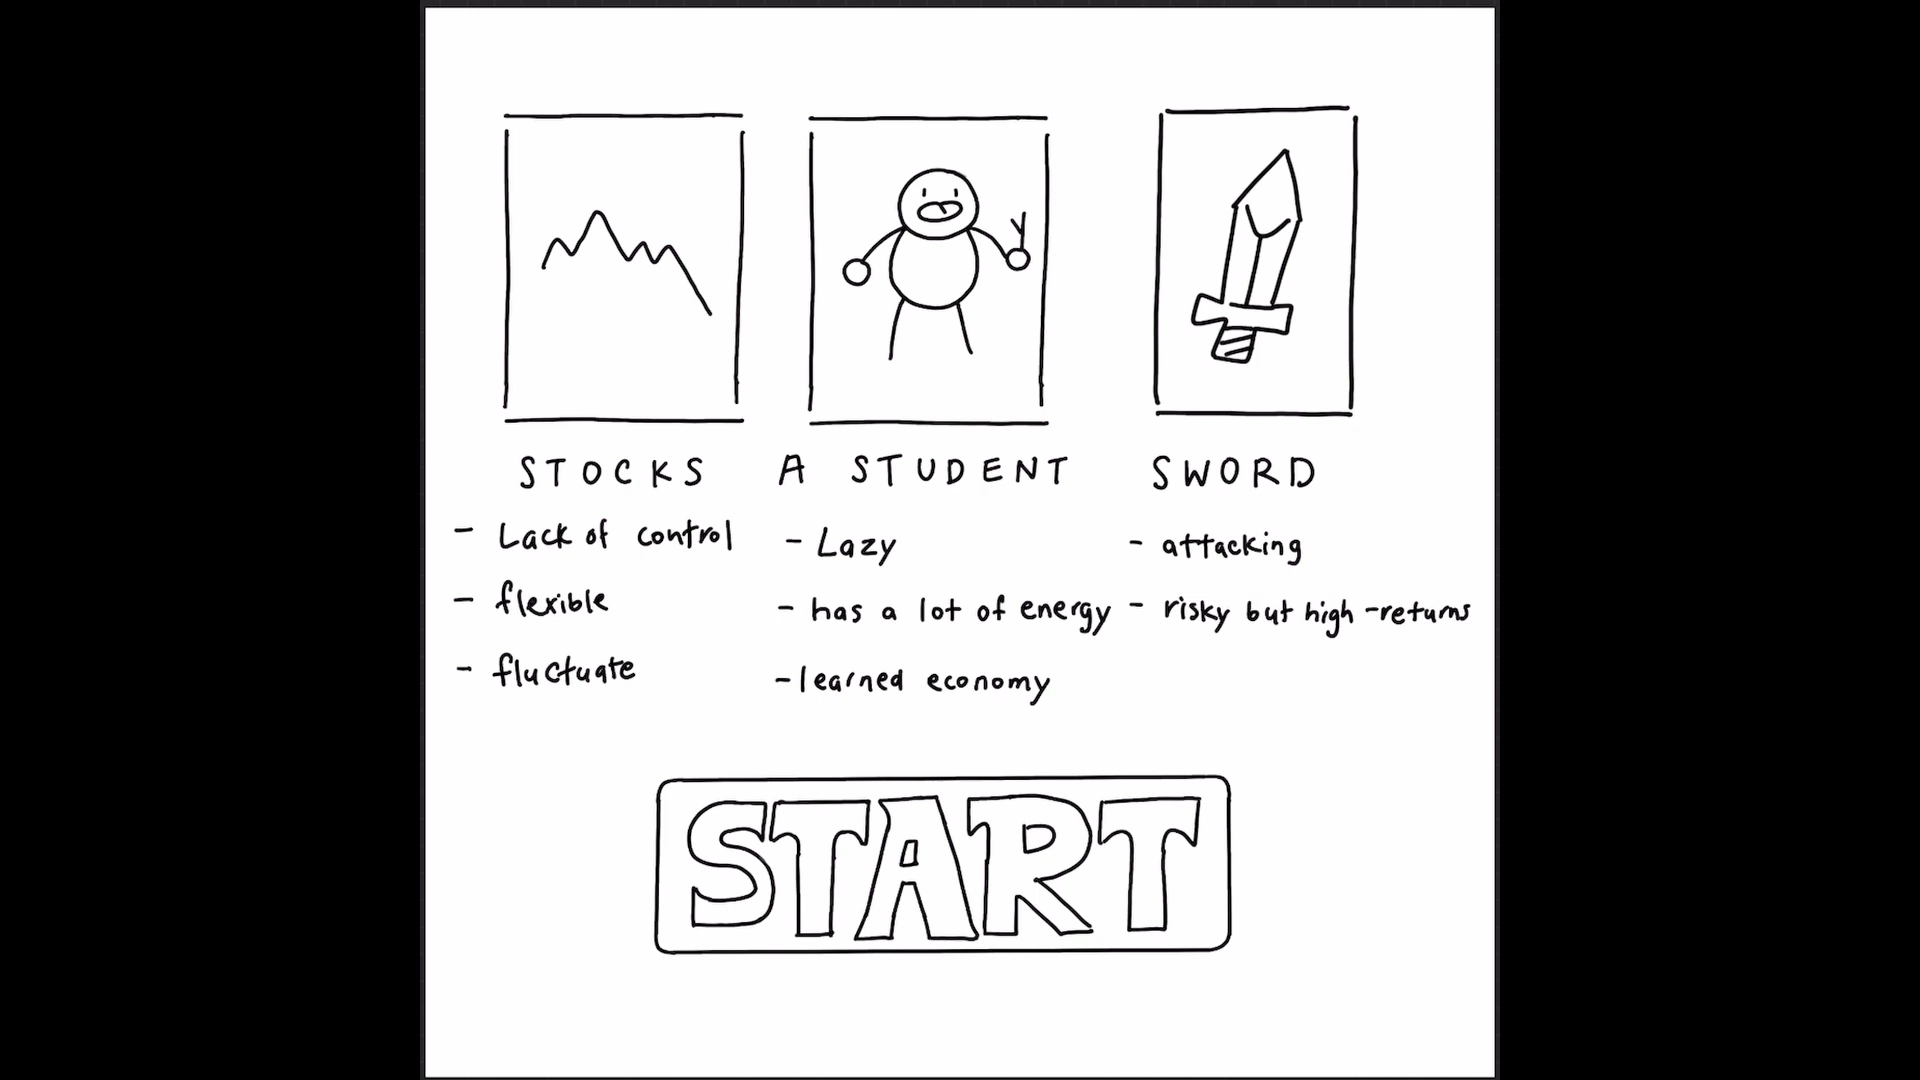 STOCKS
- Lack of control
- flexible
- fluctuate
A STUDENT
- Lazy
- has a lot of energy
- learned economy
SWORD
- attacking
- risky but high-returns
START